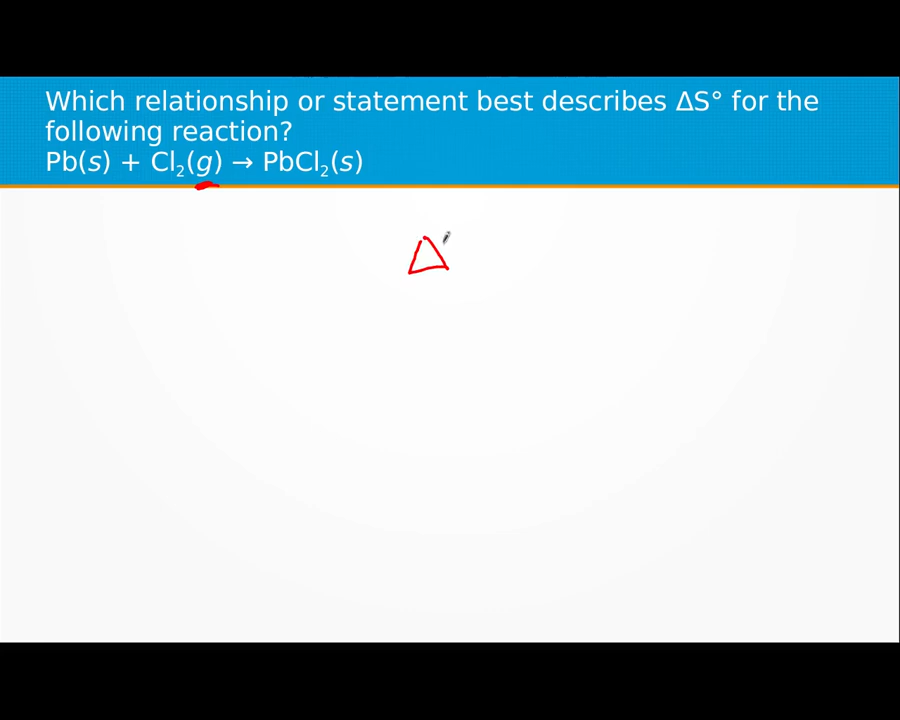 Which relationship or statement best describes ΔS° for the
following reaction?
Pb(s) + Cl₂(g) → PbCl₂(s)
Δ